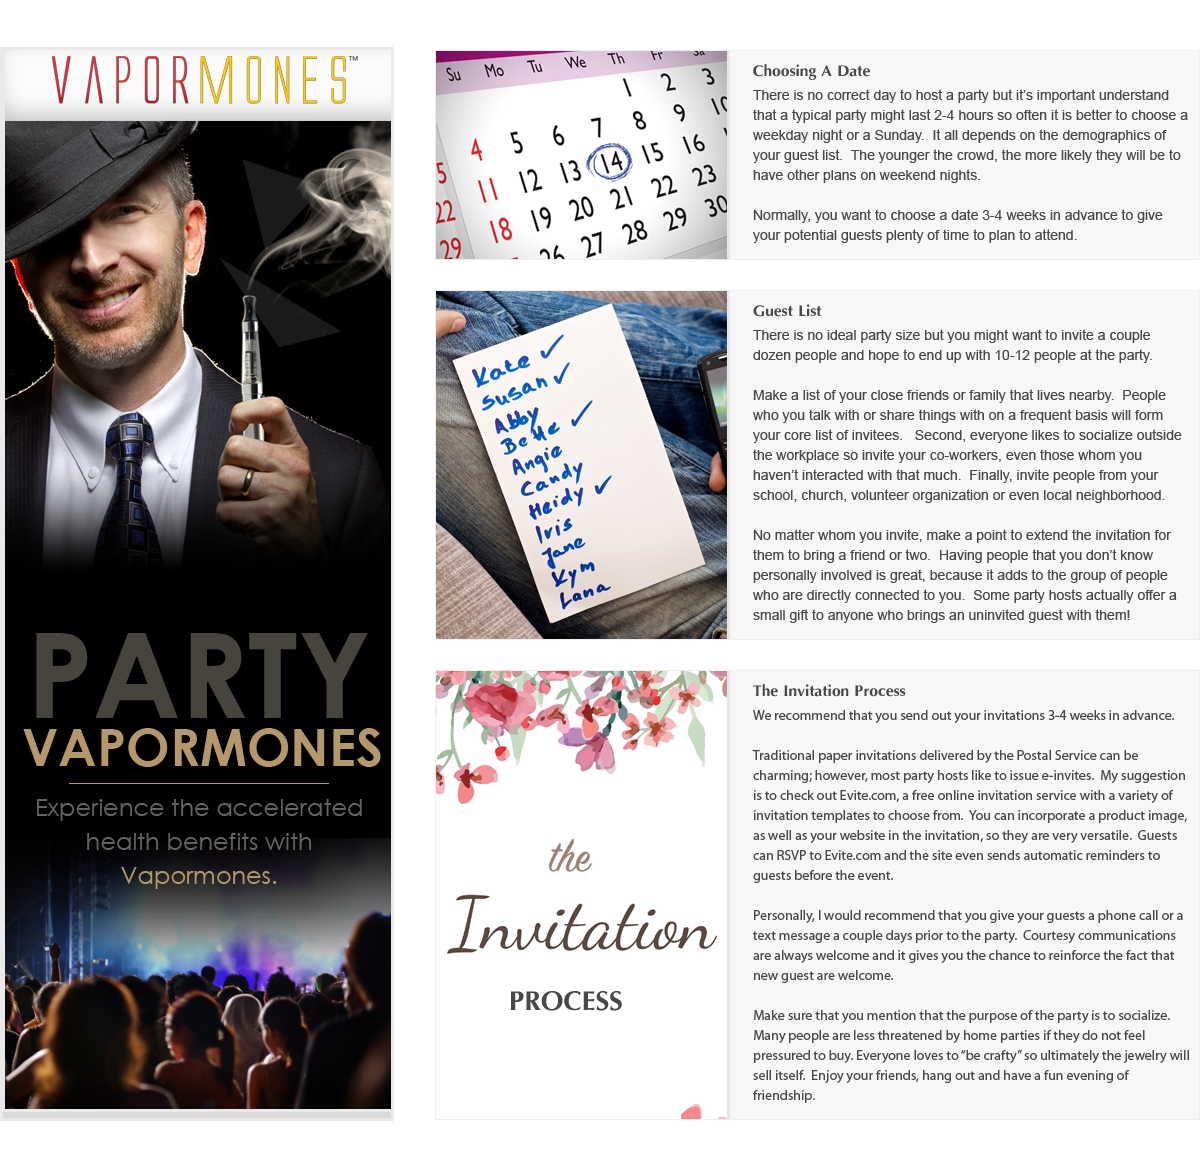 VAPORMONES™
PARTY
VAPORMONES
Experience the accelerated
health benefits with
Vapormones.
Su Mo Tu We Th Fr Sa
1 2 3
4 5 6 7 8 9 10
5 11 12 13 14 15 16
22 18 19 20 21 22 23
29 26 27 28 29 30
Choosing A Date
There is no correct day to host a party but it's important understand
that a typical party might last 2-4 hours so often it is better to choose a
weekday night or a Sunday. It all depends on the demographics of
your guest list. The younger the crowd, the more likely they will be to
have other plans on weekend nights.
Normally, you want to choose a date 3-4 weeks in advance to give
your potential guests plenty of time to plan to attend.
Kate
Susan
Abby
Bette
Angie
Candy
Heidy
Iris
Jane
Kym
Lana
Guest List
There is no ideal party size but you might want to invite a couple
dozen people and hope to end up with 10-12 people at the party.
Make a list of your close friends or family that lives nearby. People
who you talk with or share things with on a frequent basis will form
your core list of invitees. Second, everyone likes to socialize outside
the workplace so invite your co-workers, even those whom you
haven't interacted with that much. Finally, invite people from your
school, church, volunteer organization or even local neighborhood.
No matter whom you invite, make a point to extend the invitation for
them to bring a friend or two. Having people that you don't know
personally involved is great, because it adds to the group of people
who are directly connected to you. Some party hosts actually offer a
small gift to anyone who brings an uninvited guest with them!
the
Invitation
PROCESS
The Invitation Process
We recommend that you send out your invitations 3-4 weeks in advance.
Traditional paper invitations delivered by the Postal Service can be
charming; however, most party hosts like to issue e-invites. My suggestion
is to check out Evite.com, a free online invitation service with a variety of
invitation templates to choose from. You can incorporate a product image,
as well as your website in the invitation, so they are very versatile. Guests
can RSVP to Evite.com and the site even sends automatic reminders to
guests before the event.
Personally, I would recommend that you give your guests a phone call or a
text message a couple days prior to the party. Courtesy communications
are always welcome and it gives you the chance to reinforce the fact that
new guest are welcome.
Make sure that you mention that the purpose of the party is to socialize.
Many people are less threatened by home parties if they do not feel
pressured to buy. Everyone loves to "be crafty" so ultimately the jewelry will
sell itself. Enjoy your friends, hang out and have a fun evening of
friendship.